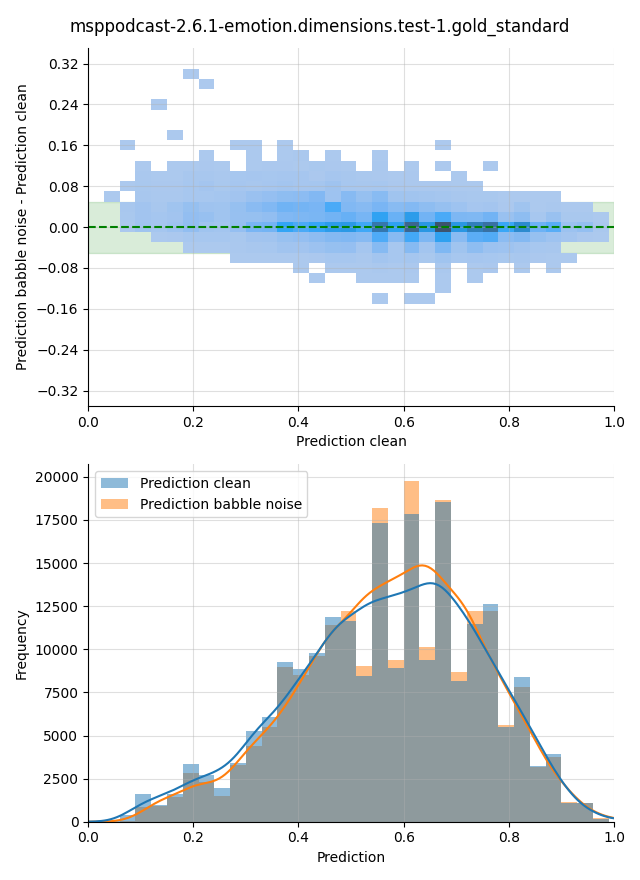 msppodcast-2.6.1-emotion.dimensions.test-1.gold_standard
Prediction babble noise - Prediction clean
0.32
0.24
0.16
0.08
0.00
−0.08
−0.16
−0.24
−0.32
0.0 0.2 0.4 0.6 0.8 1.0
Prediction clean
Frequency
20000
17500
15000
12500
10000
7500
5000
2500
0
Prediction clean
Prediction babble noise
0.0 0.2 0.4 0.6 0.8 1.0
Prediction